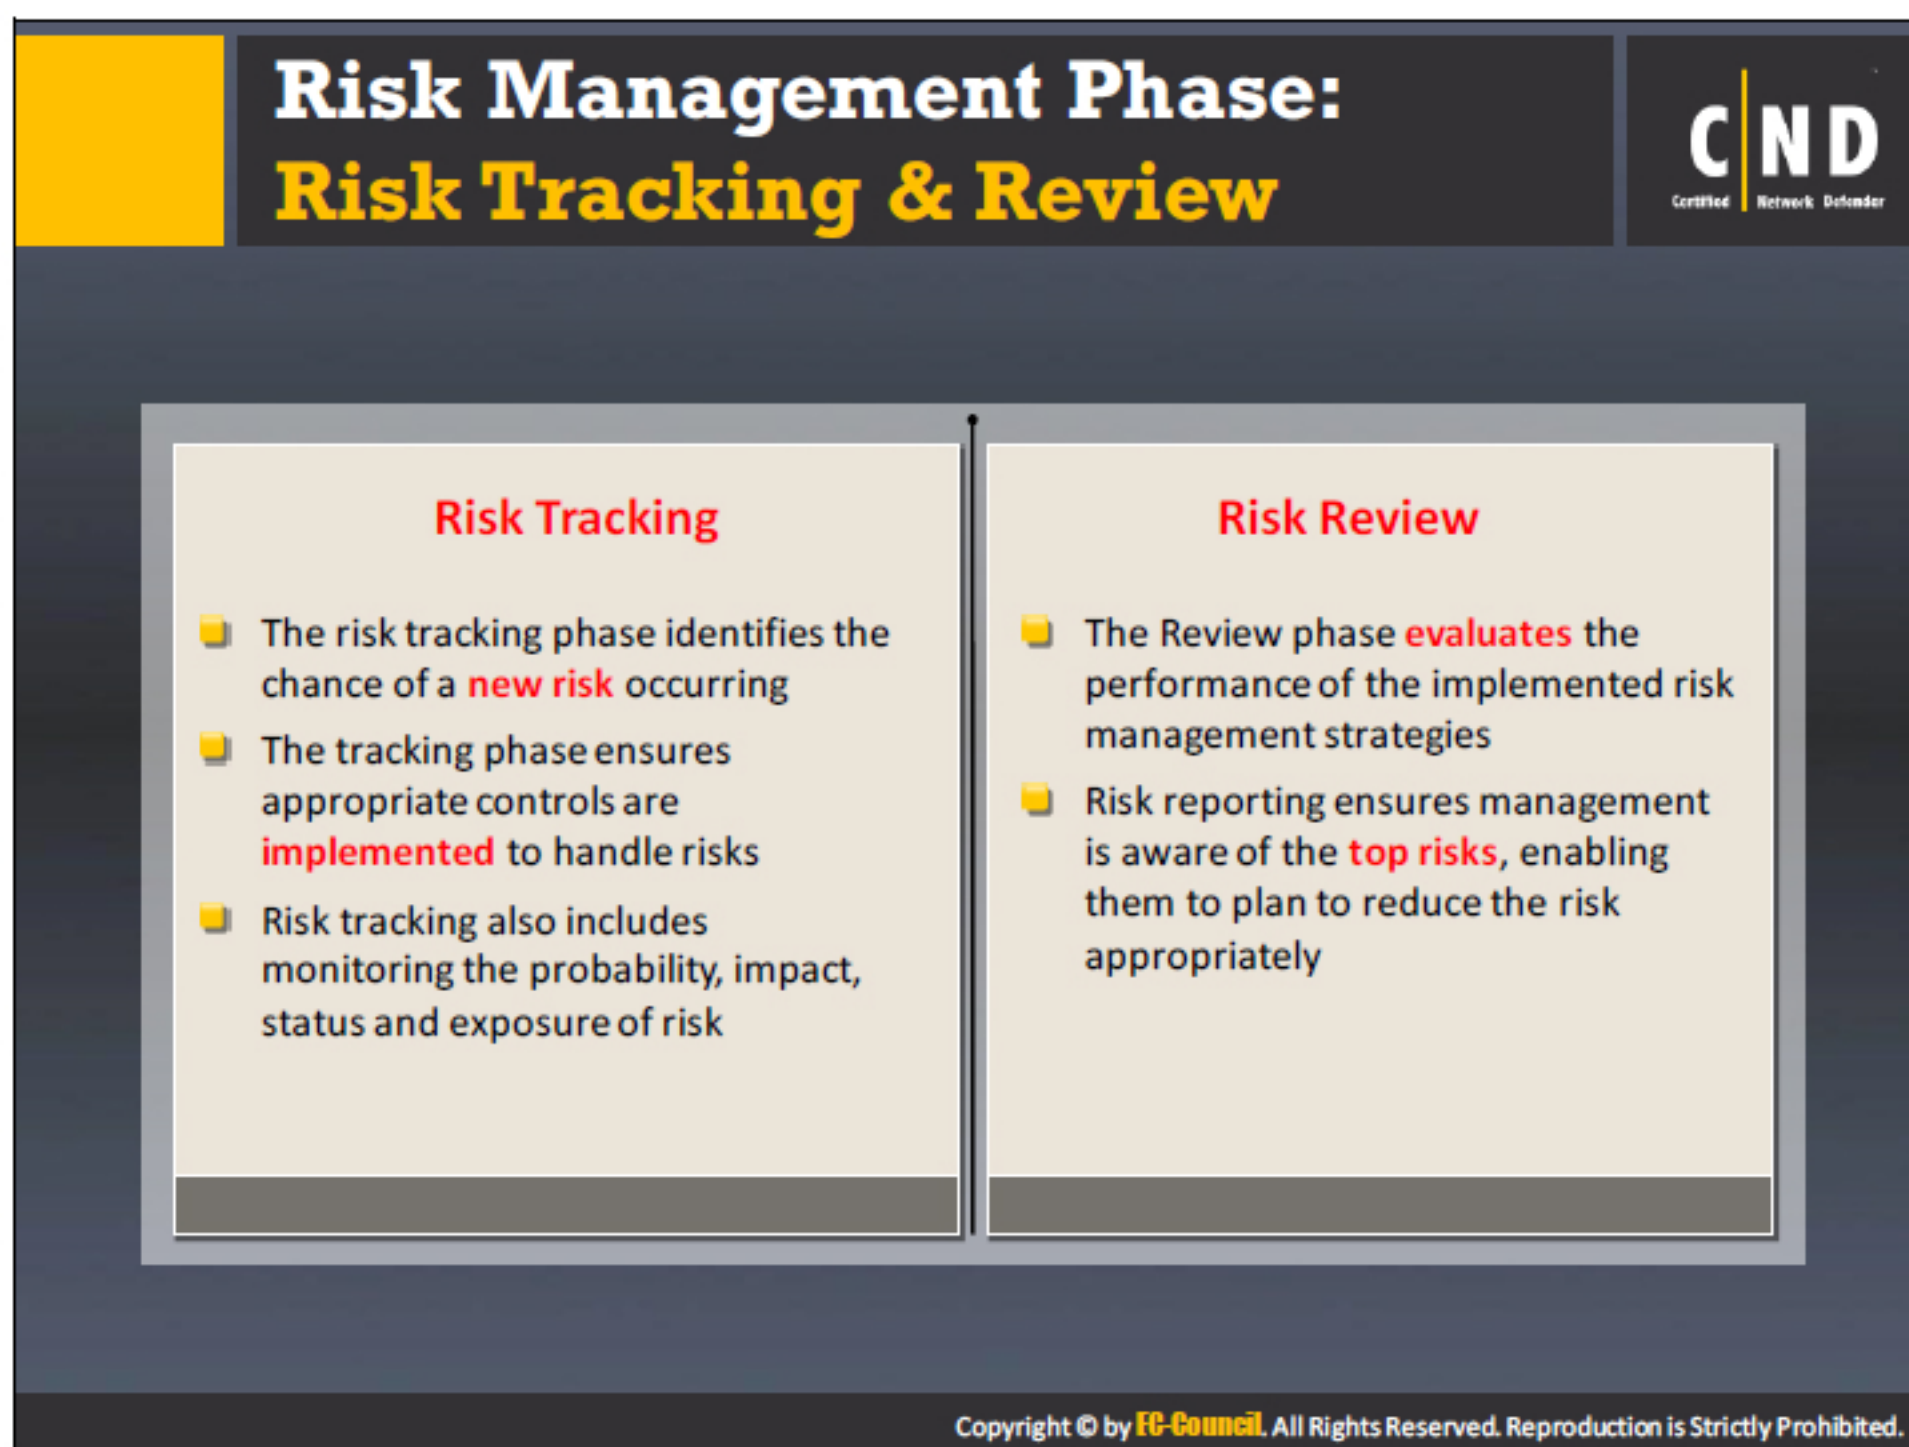 Risk Management Phase:
Risk Tracking & Review
C ND
Certified Network Defender
Risk Tracking
The risk tracking phase identifies the
chance of a new risk occurring
The tracking phase ensures
appropriate controls are
implemented to handle risks
Risk tracking also includes
monitoring the probability, impact,
status and exposure of risk
Risk Review
The Review phase evaluates the
performance of the implemented risk
management strategies
Risk reporting ensures management
is aware of the top risks, enabling
them to plan to reduce the risk
appropriately
Copyright © by EC-Council. All Rights Reserved. Reproduction is Strictly Prohibited.